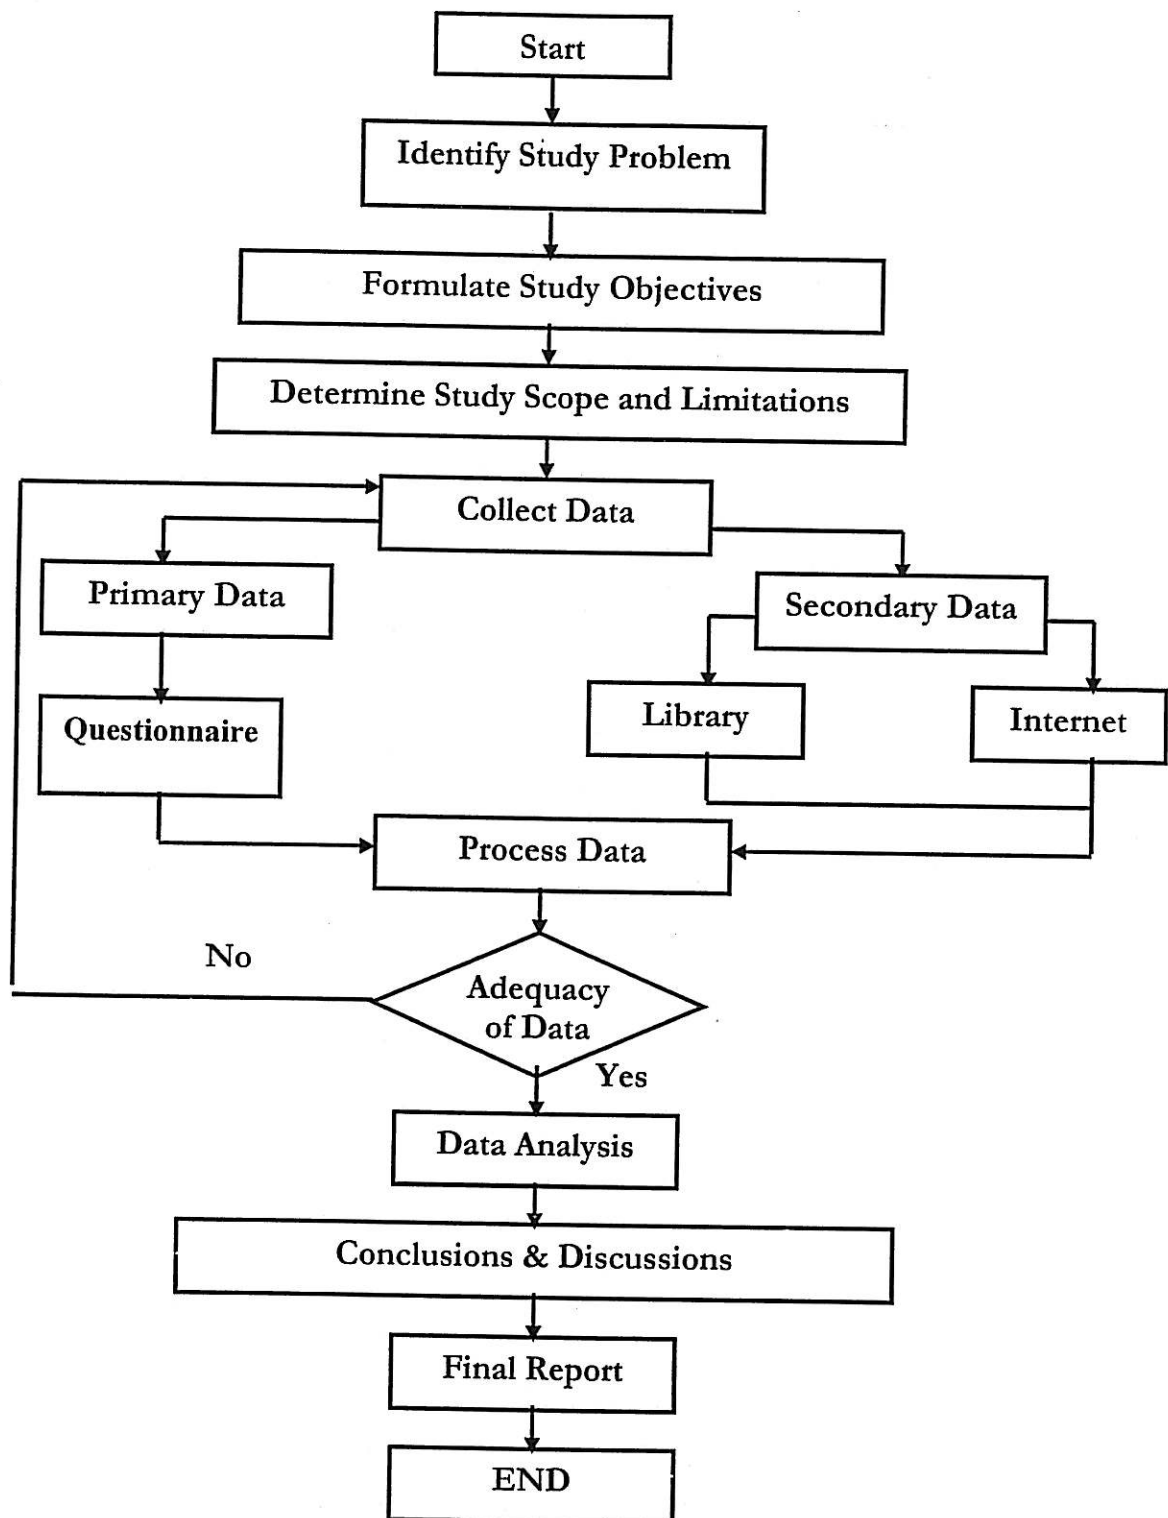 Start
Identify Study Problem
Formulate Study Objectives
Determine Study Scope and Limitations
Collect Data
Primary Data
Secondary Data
Questionnaire
Library
Internet
Process Data
No
Adequacy
of Data
Yes
Data Analysis
Conclusions & Discussions
Final Report
END